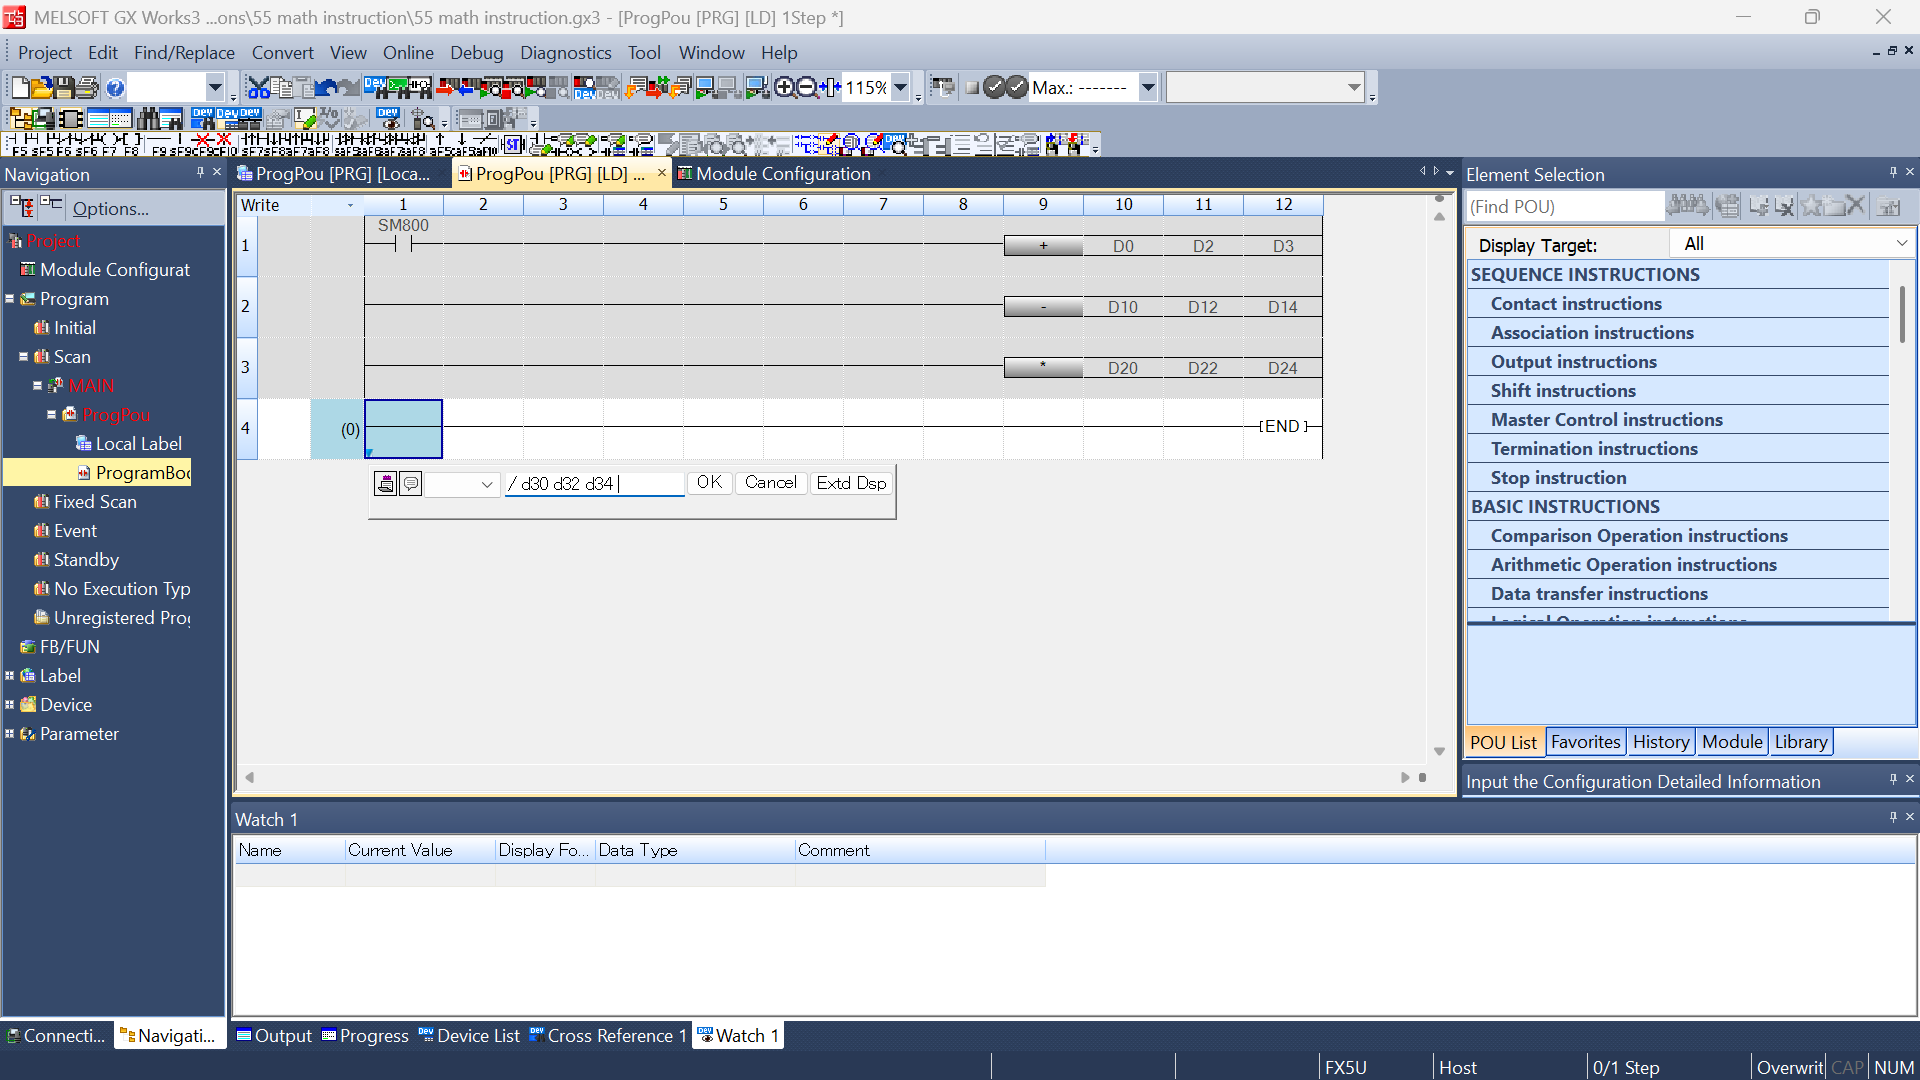 MELSOFT GX Works3 ...ons\55 math instruction\55 math instruction.gx3 - [ProgPou [PRG] [LD] 1Step *]
Project Edit Find/Replace Convert View Online Debug Diagnostics Tool Window Help
115% Max.: -------
Navigation
Options...
Project
Module Configurat
Program
Initial
Scan
MAIN
ProgPou
Local Label
ProgramBoc
Fixed Scan
Event
Standby
No Execution Typ
Unregistered Prog
FB/FUN
Label
Device
Parameter
ProgPou [PRG] [Loca... ProgPou [PRG] [LD] ... Module Configuration
Write 1 2 3 4 5 6 7 8 9 10 11 12
SM800
1 + D0 D2 D3
2 - D10 D12 D14
3 * D20 D22 D24
4 (0) [END]
/ d30 d32 d34 OK Cancel Extd Dsp
Element Selection
(Find POU)
Display Target: All
SEQUENCE INSTRUCTIONS
Contact instructions
Association instructions
Output instructions
Shift instructions
Master Control instructions
Termination instructions
Stop instruction
BASIC INSTRUCTIONS
Comparison Operation instructions
Arithmetic Operation instructions
Data transfer instructions
Logical Operation instructions
POU List Favorites History Module Library
Input the Configuration Detailed Information
Watch 1
Name Current Value Display Fo... Data Type Comment
Connecti... Navigati... Output Progress Device List Cross Reference 1 Watch 1
FX5U Host 0/1 Step Overwrit CAP NUM